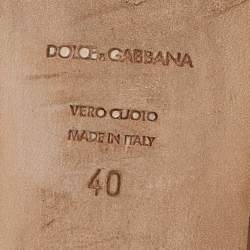 DOLCE & GABBANA
VERO CUOIO
MADE IN ITALY
40